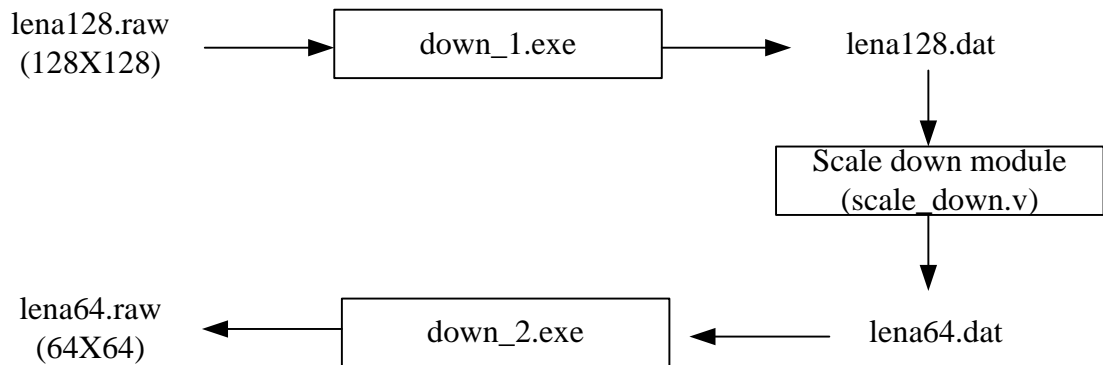 lena128.raw
(128X128)
down_1.exe
lena128.dat
Scale down module
(scale_down.v)
lena64.raw
(64X64)
down_2.exe
lena64.dat